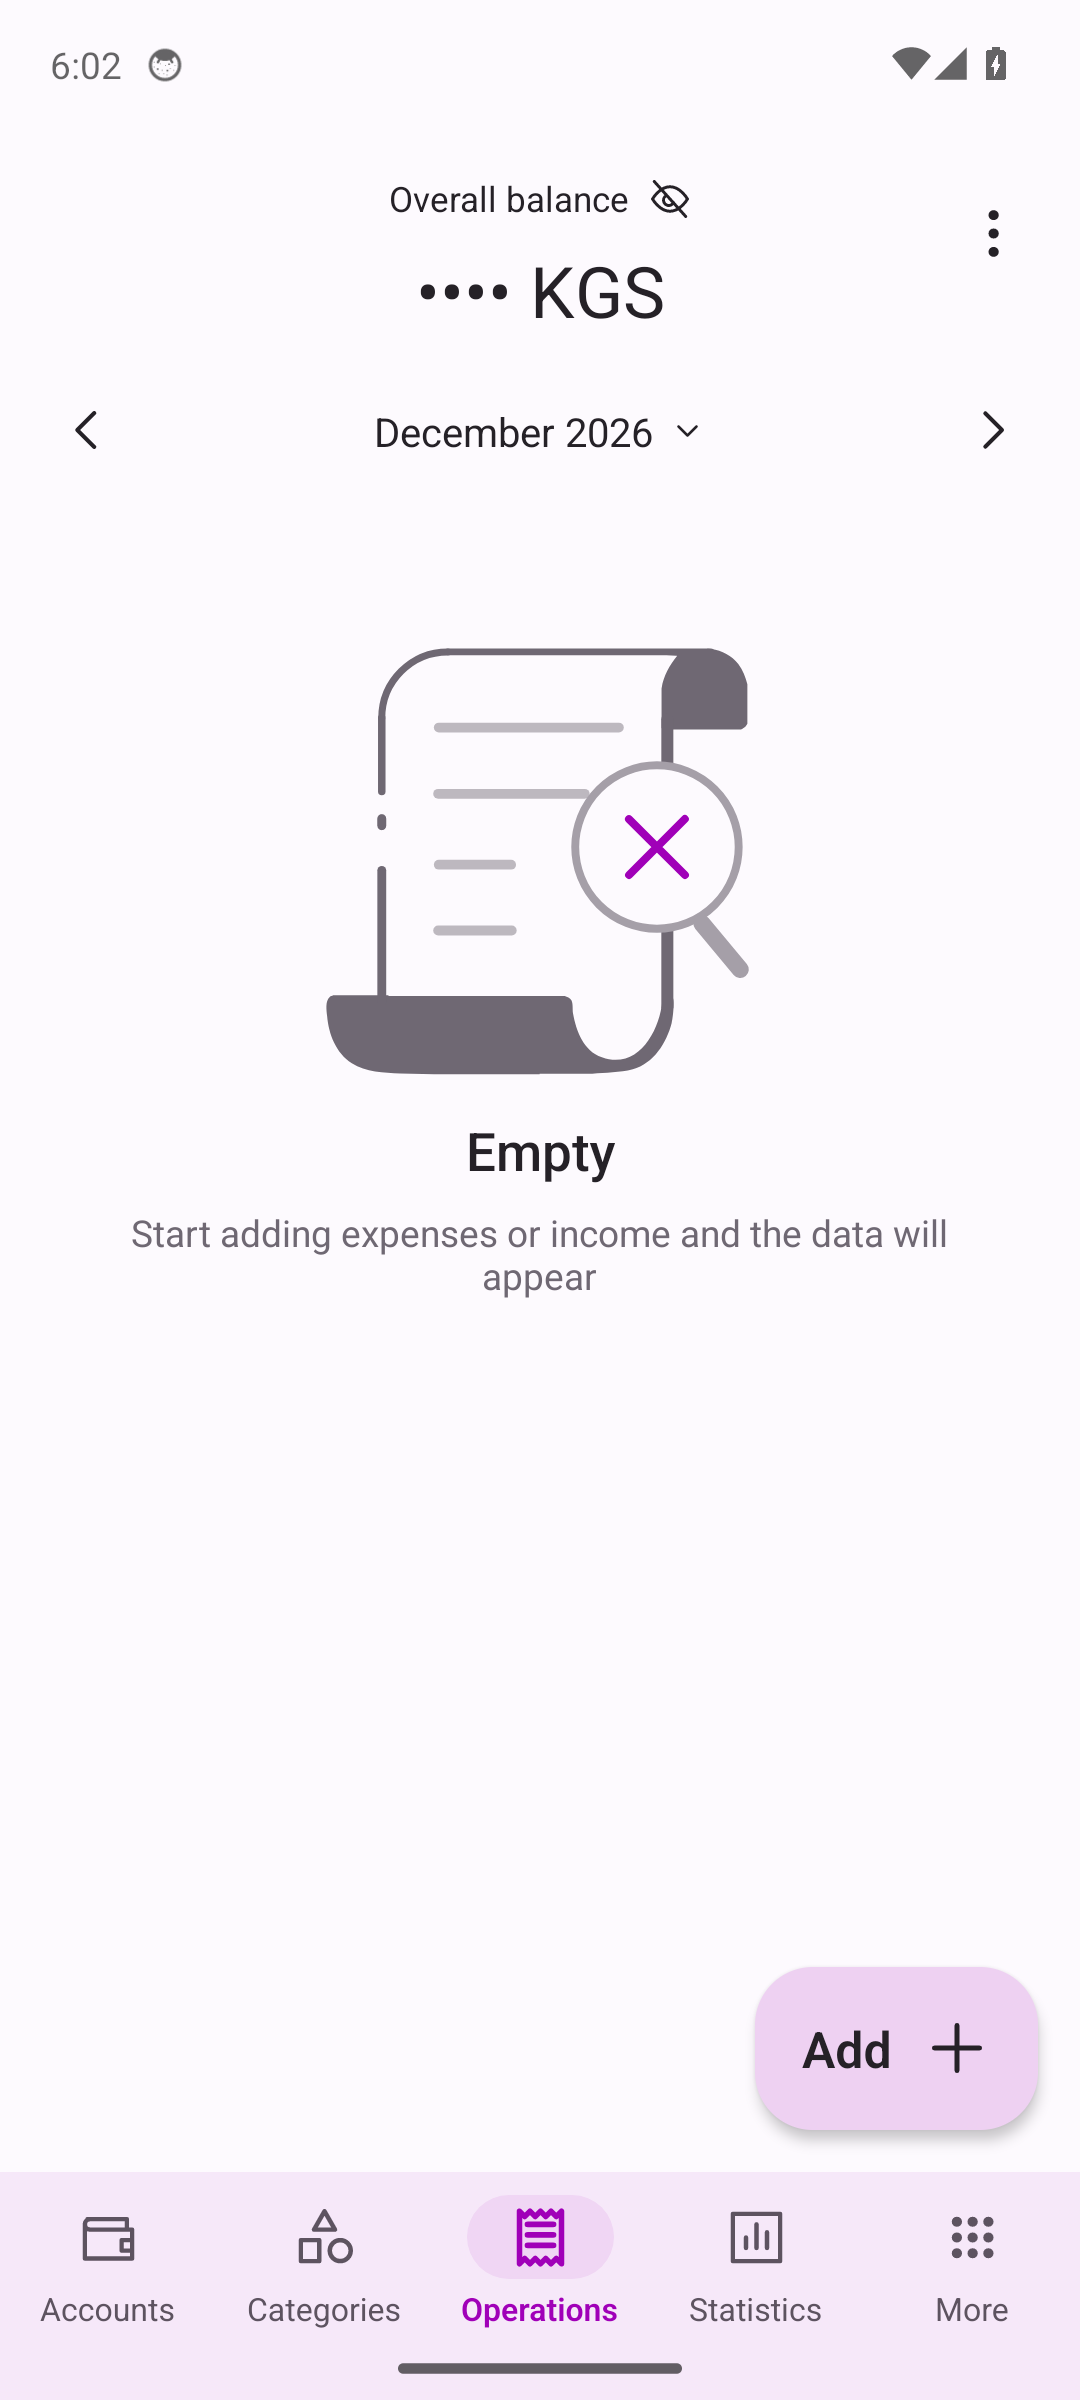 6:02
Overall balance
•••• KGS
December 2026
Empty
Start adding expenses or income and the data will
appear
Add
Accounts
Categories
Operations
Statistics
More